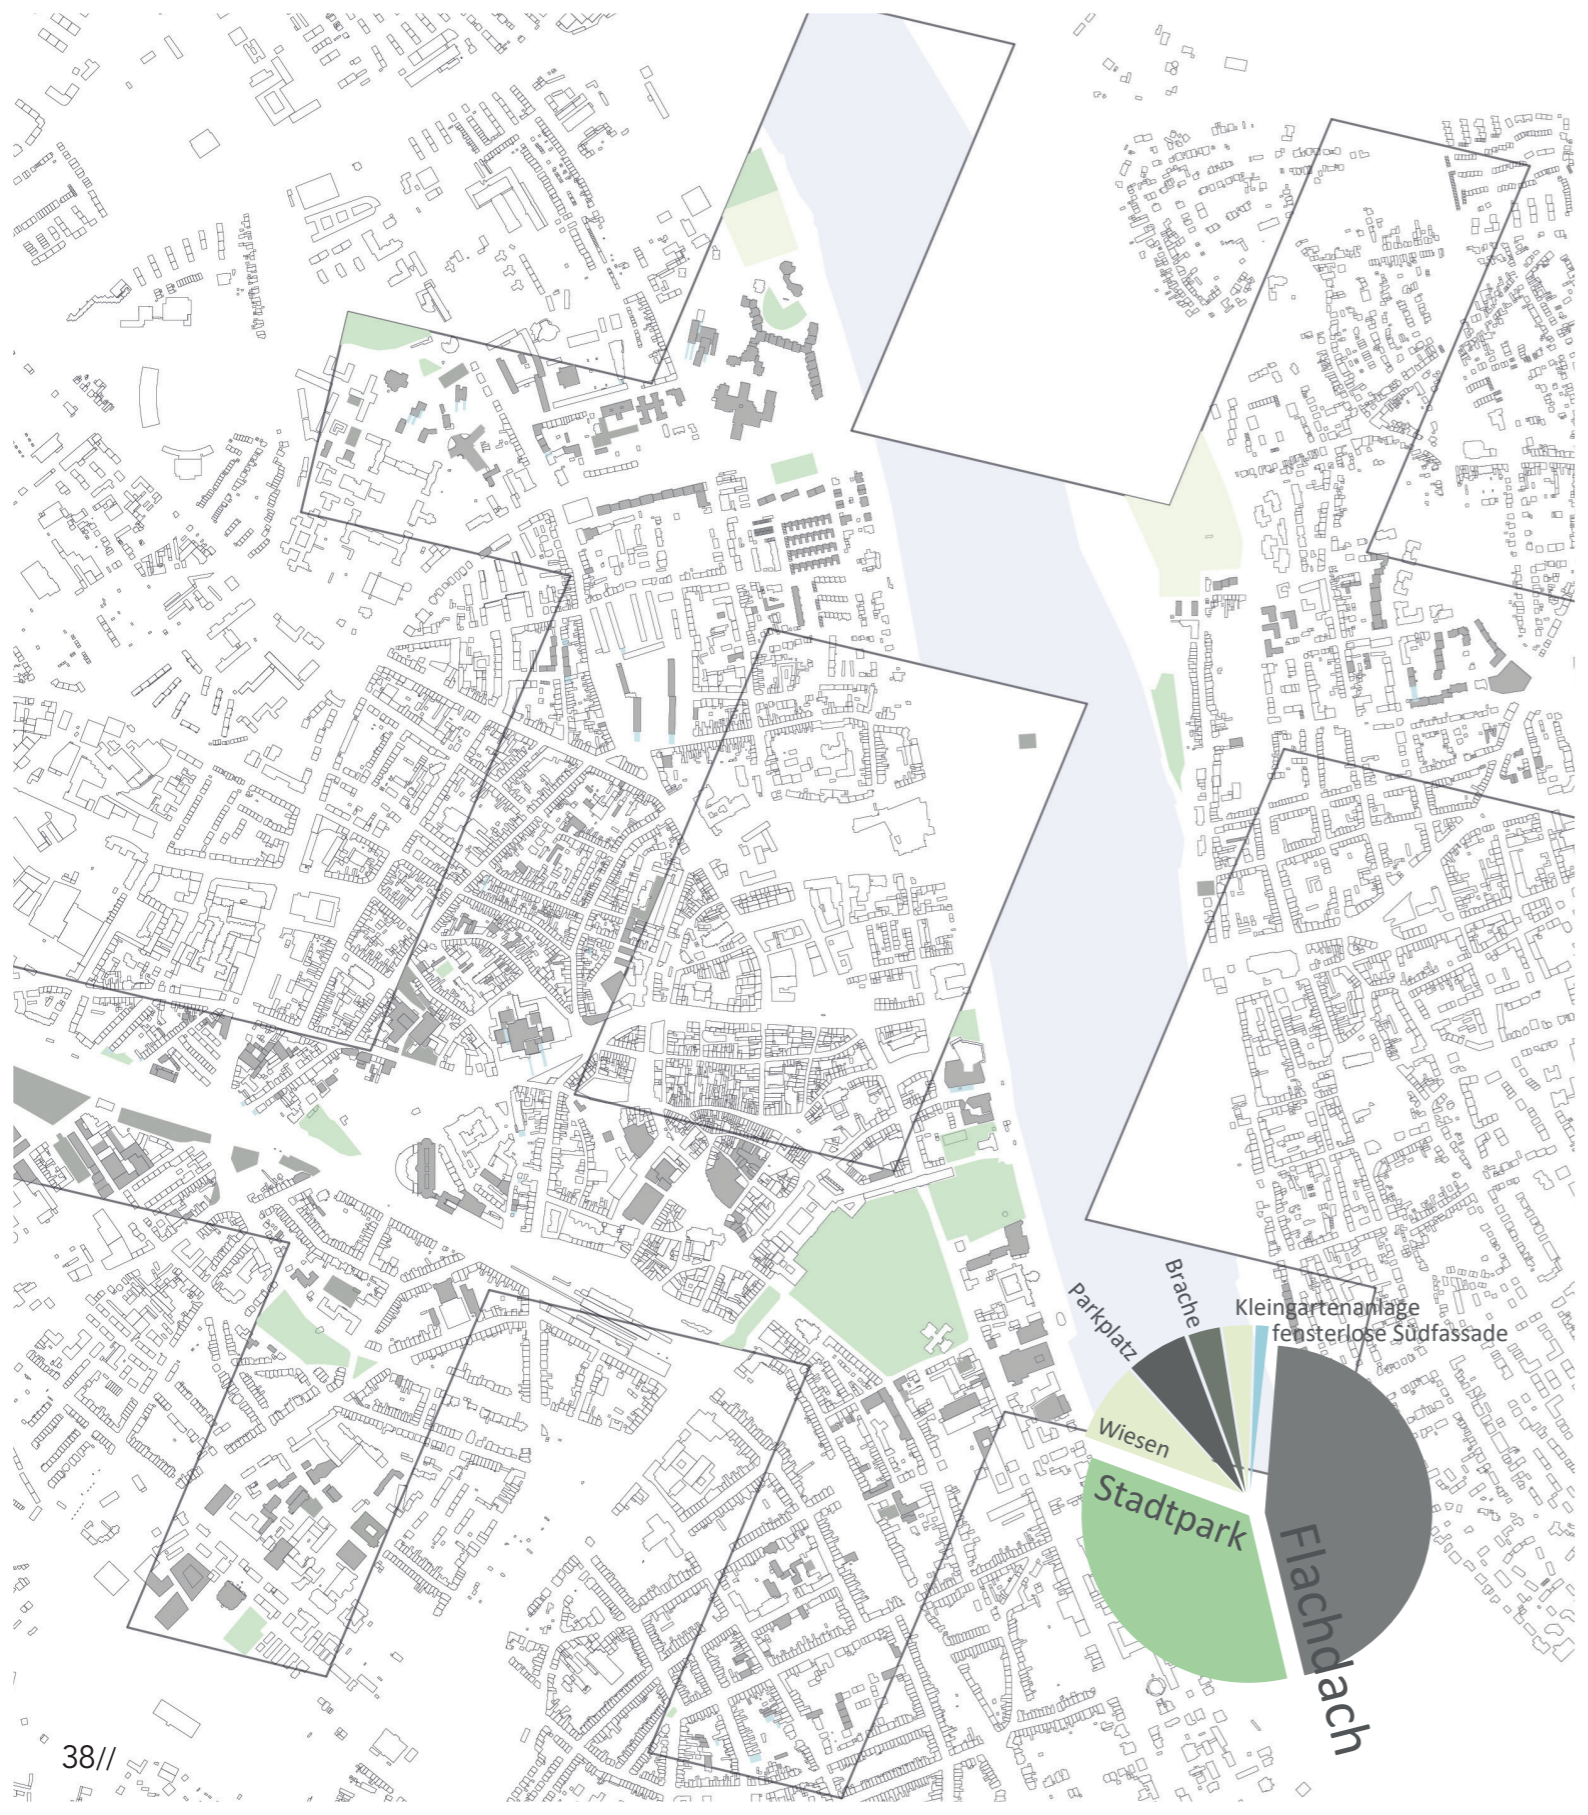 Parkplatz
Brache
Kleingartenanlage
fensterlose Südfassade
Wiesen
Stadtpark
Flachdach
38//